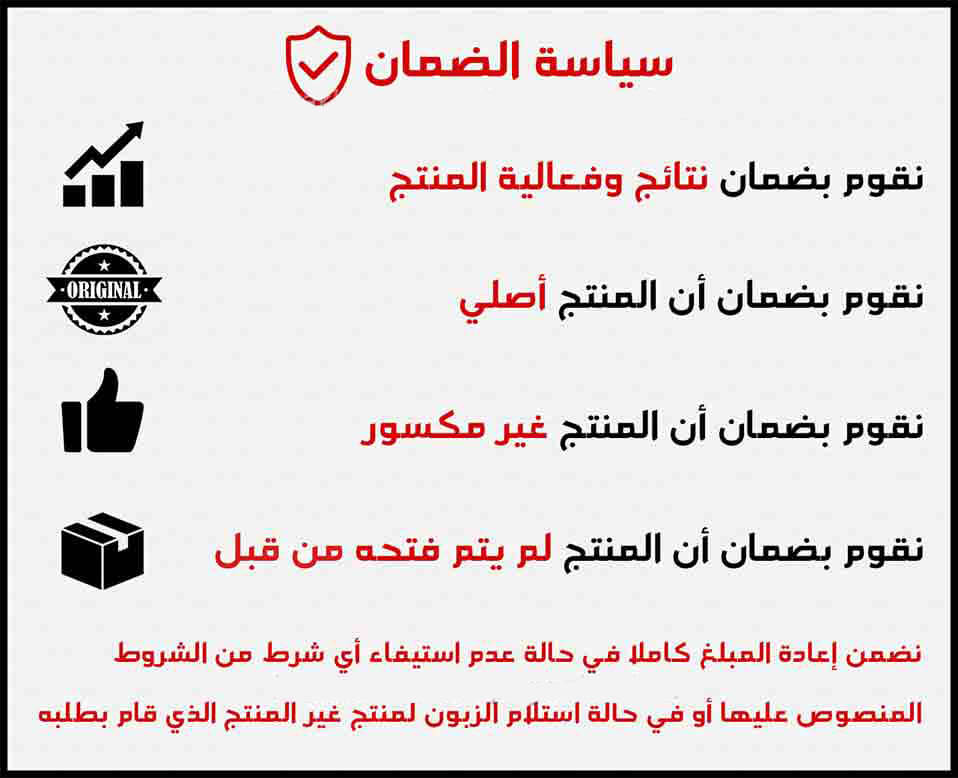 سياسة الضمان
نقوم بضمان نتائج وفعالية المنتج
ORIGINAL
نقوم بضمان أن المنتج أصلي
نقوم بضمان أن المنتج غير مكسور
نقوم بضمان أن المنتج لم يتم فتحه من قبل
نضمن إعادة المبلغ كاملا في حالة عدم استيفاء أي شرط من الشروط
المنصوص عليها أو في حالة استلام الزبون لمنتج غير المنتج الذي قام بطلبه